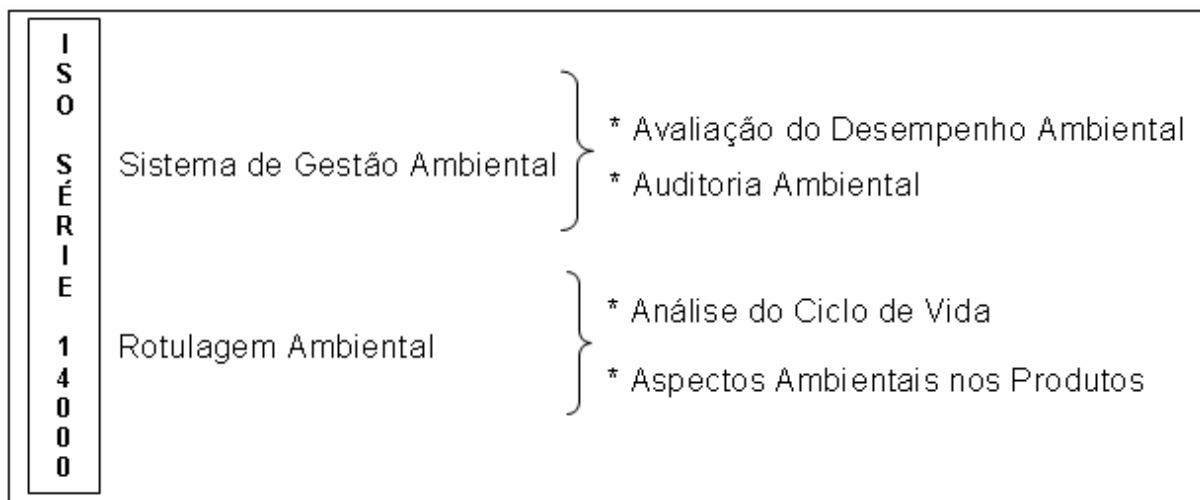 ISO SÉRIE 14000
Sistema de Gestão Ambiental
* Avaliação do Desempenho Ambiental
* Auditoria Ambiental
Rotulagem Ambiental
* Análise do Ciclo de Vida
* Aspectos Ambientais nos Produtos